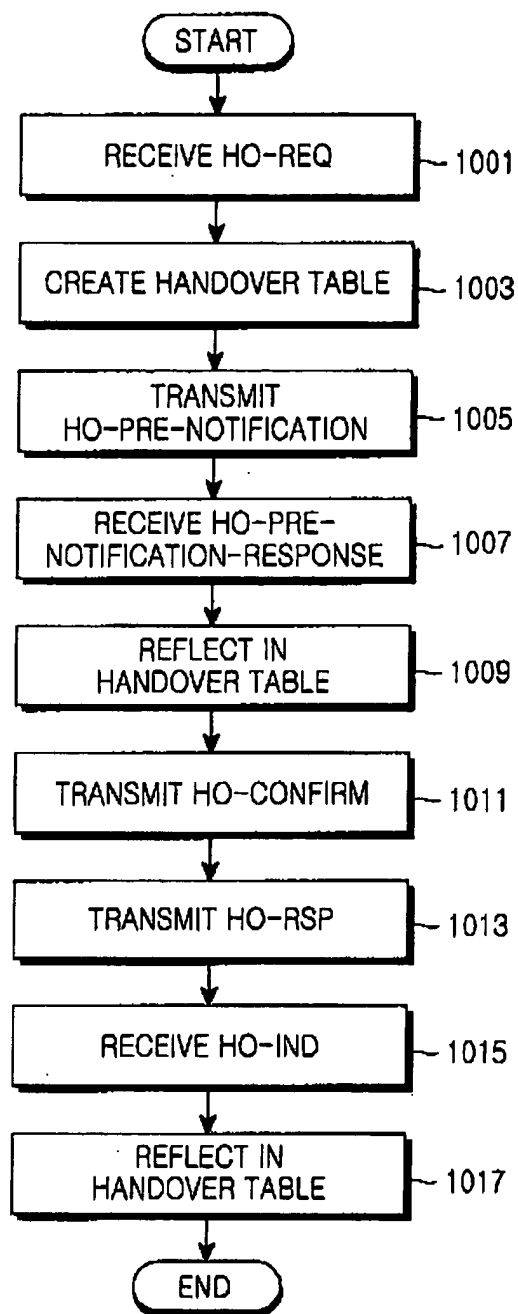 START
RECEIVE HO-REQ
1001
CREATE HANDOVER TABLE
1003
TRANSMIT
HO-PRE-NOTIFICATION
1005
RECEIVE HO-PRE-
NOTIFICATION-RESPONSE
1007
REFLECT IN
HANDOVER TABLE
1009
TRANSMIT HO-CONFIRM
1011
TRANSMIT HO-RSP
1013
RECEIVE HO-IND
1015
REFLECT IN
HANDOVER TABLE
1017
END